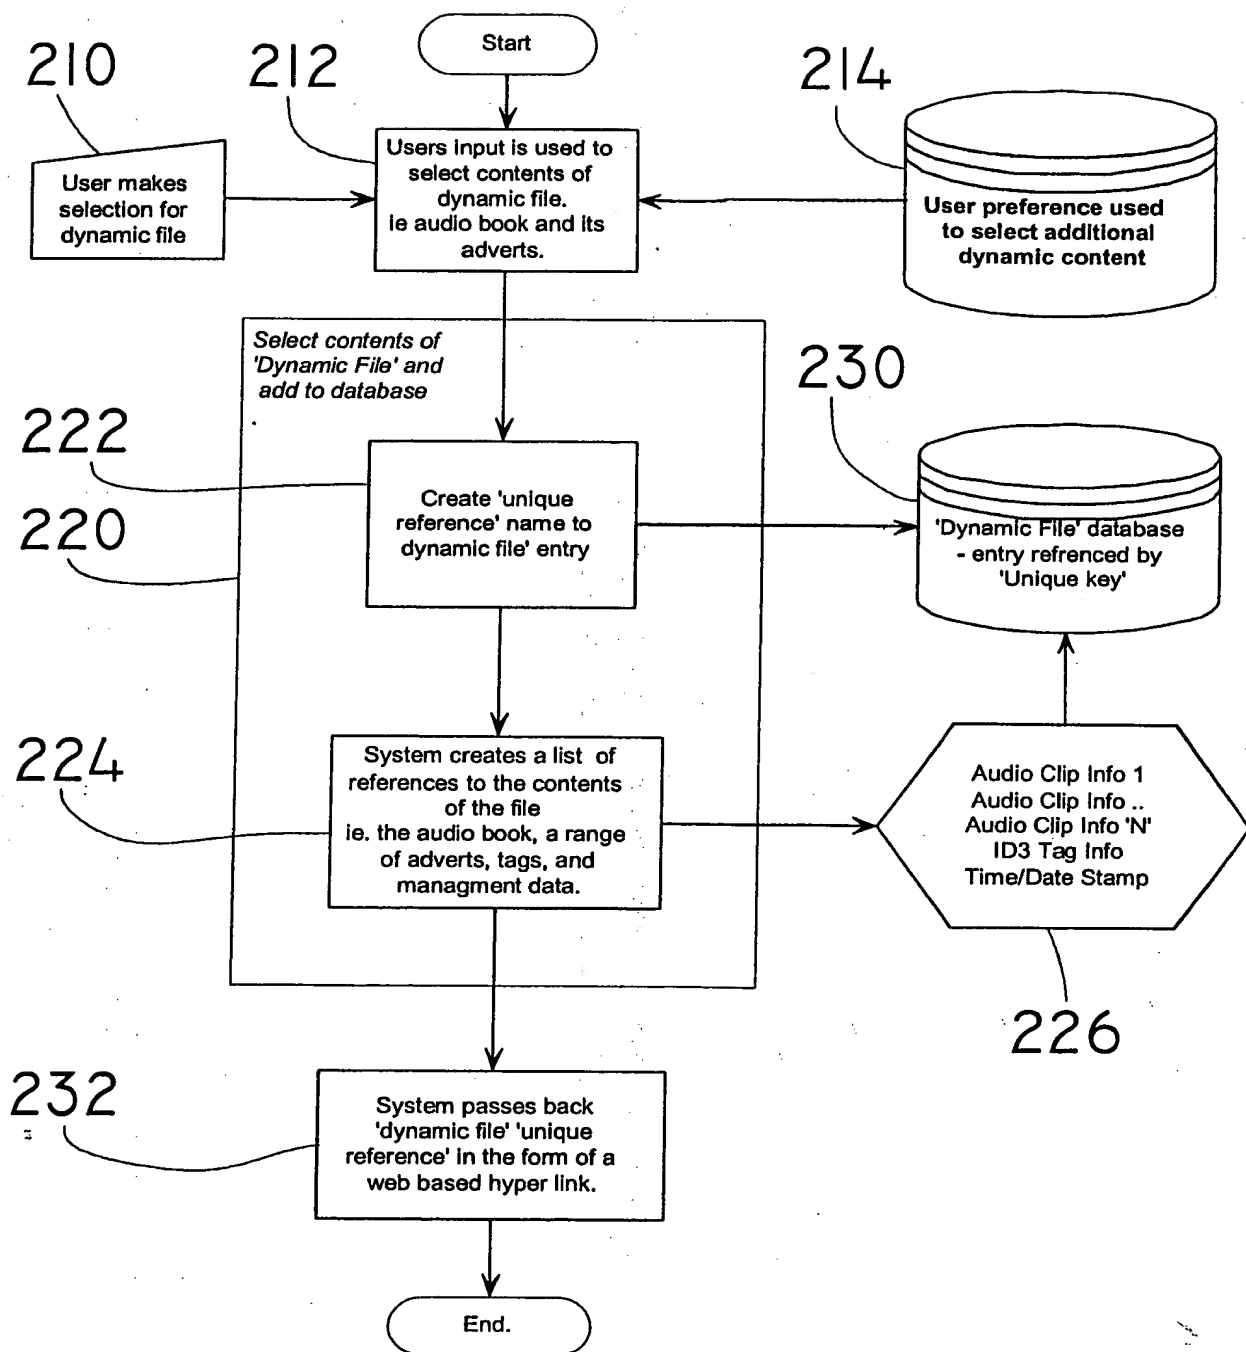 Start
210
212
214
User makes
selection for
dynamic file
Users input is used to
select contents of
dynamic file.
ie audio book and its
adverts.
User preference used
to select additional
dynamic content
Select contents of
'Dynamic File' and
add to database
230
222
Create 'unique
reference' name to
dynamic file' entry
220
'Dynamic File' database
- entry refrenced by
'Unique key'
224
System creates a list of
references to the contents
of the file
ie. the audio book, a range
of adverts, tags, and
managment data.
Audio Clip Info 1
Audio Clip Info ..
Audio Clip Info 'N'
ID3 Tag Info
Time/Date Stamp
226
232
System passes back
'dynamic file' 'unique
reference' in the form of a
web based hyper link.
End.